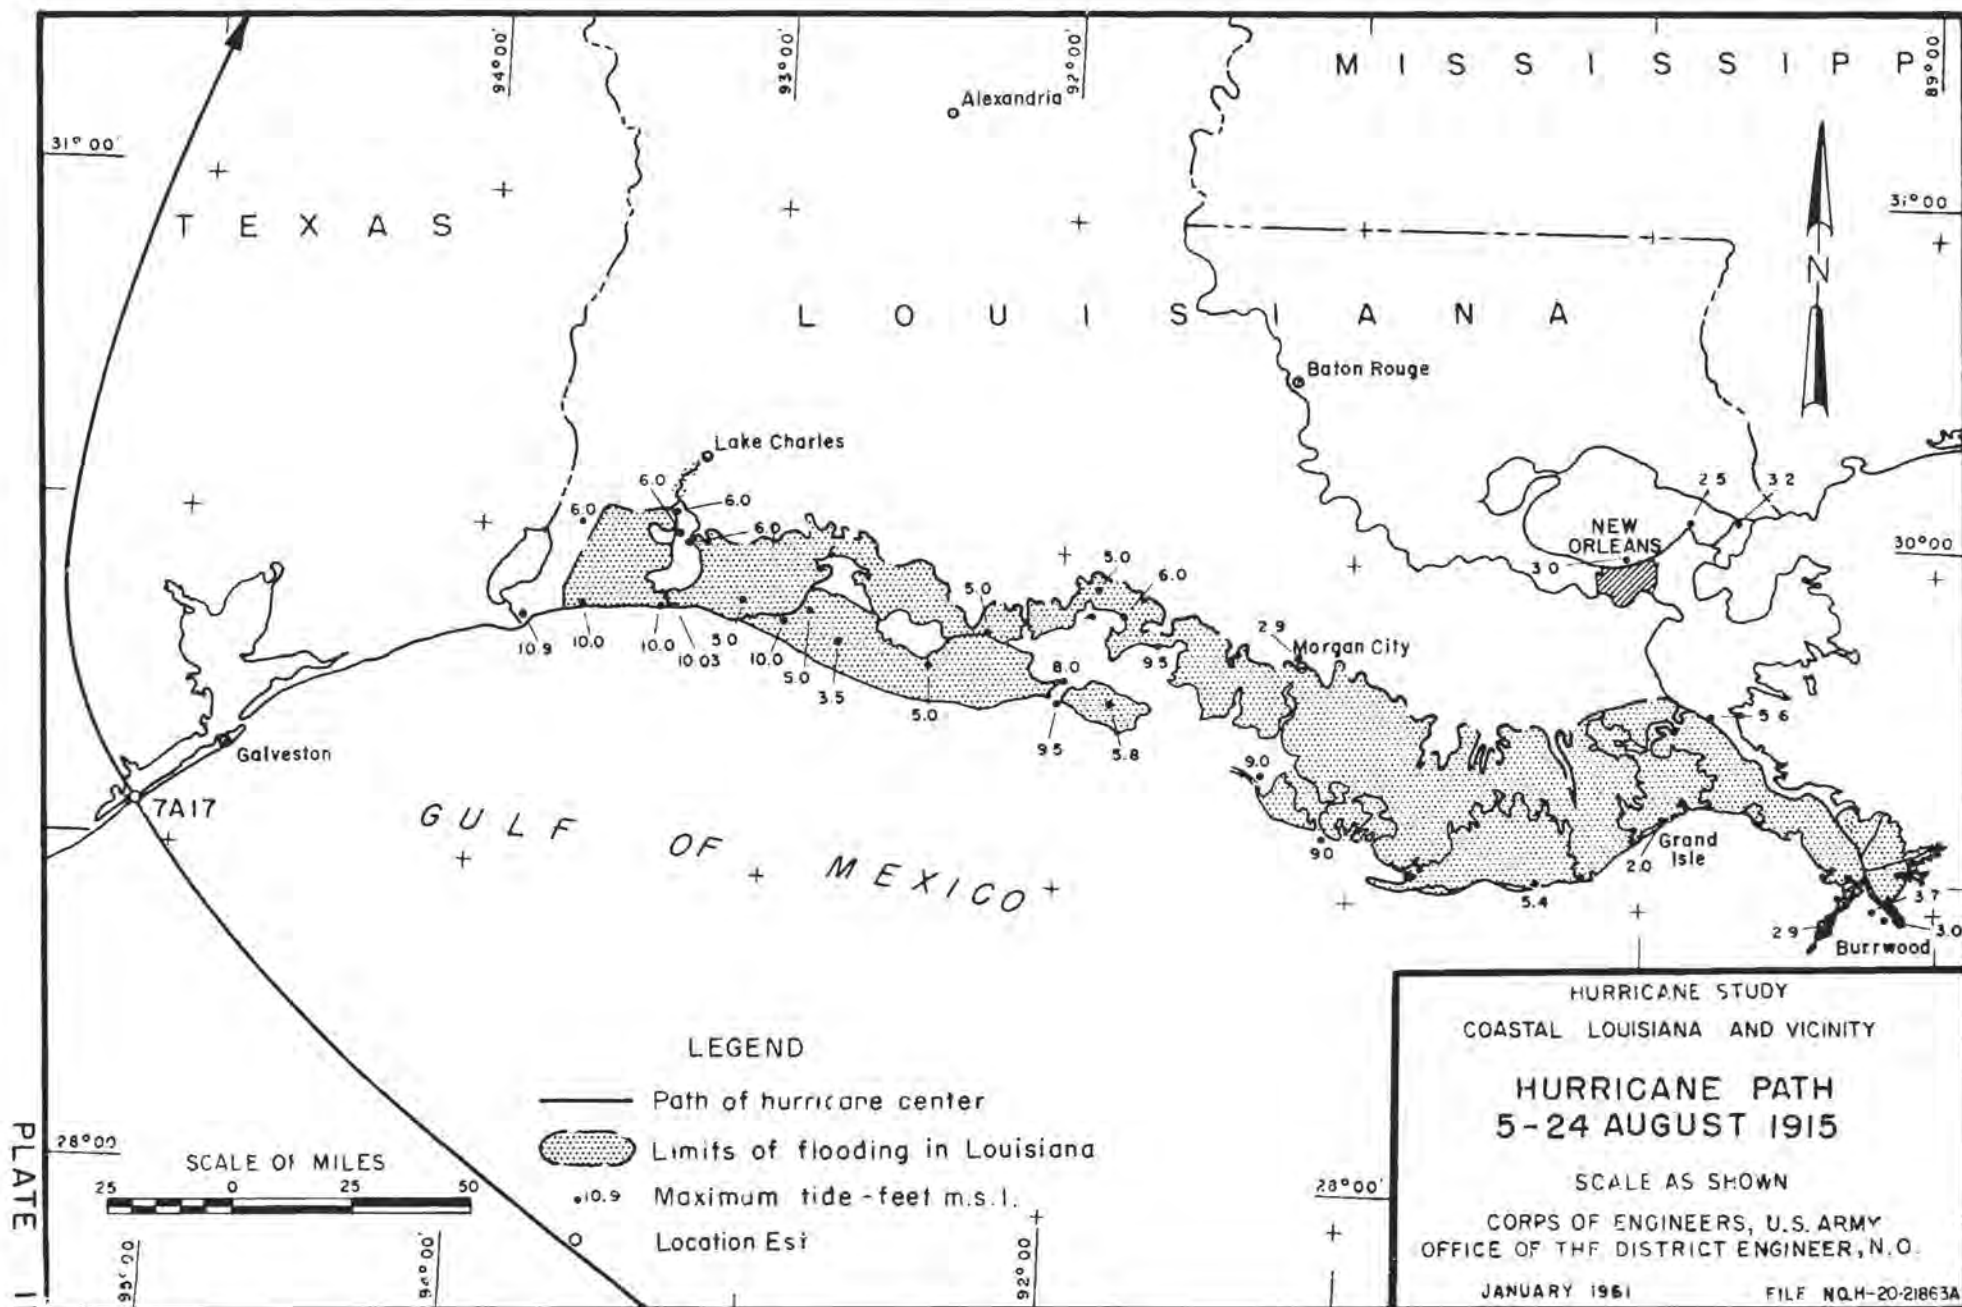 94°00'
93°00'
92°00'
89°00'
MISSISSIPP
Alexandria
31°00'
31°00
TEXAS
LOUISIANA
Baton Rouge
Lake Charles
6.0
6.0
6.0
6.0
2.5
3.2
NEW
ORLEANS
3.0
30°00
5.0
6.0
5.0
2.9
Morgan City
10.9
10.0
10.0
10.03
5.0
10.0
5.0
3.5
5.0
8.0
9.5
9.5
5.8
5.6
Galveston
9.0
7A17
GULF OF MEXICO
9.0
2.0
Grand
Isle
5.4
3.7
2.9
3.0
Burrwood
HURRICANE STUDY
COASTAL LOUISIANA AND VICINITY
HURRICANE PATH
5-24 AUGUST 1915
SCALE AS SHOWN
CORPS OF ENGINEERS, U.S. ARMY
OFFICE OF THE DISTRICT ENGINEER, N.O.
JANUARY 1961
FILE NO.H-20-21863A
LEGEND
Path of hurricane center
Limits of flooding in Louisiana
•10.9 Maximum tide - feet m.s.l.
Location Est
28°00
28°00'
SCALE OF MILES
25 0 25 50
95°00
94°00'
92°00
N
PLATE